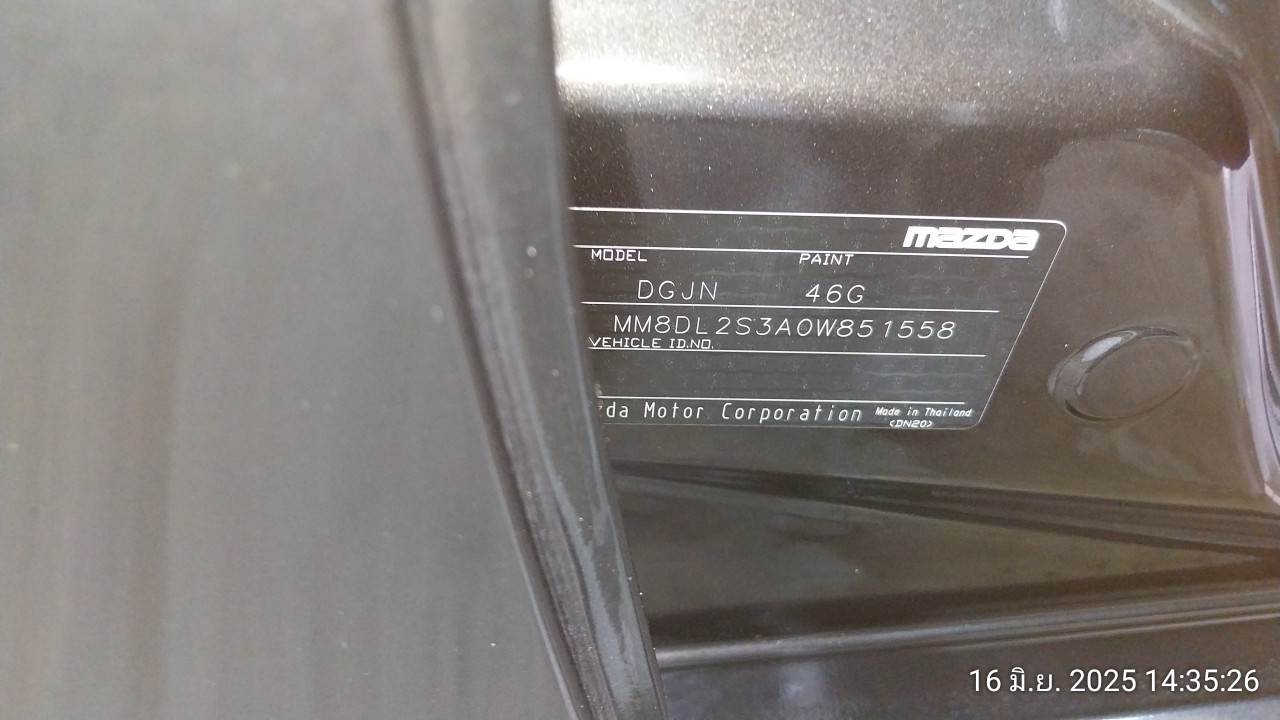 mazda
MODEL PAINT
DGJN 46G
MM8DL2S3A0W851558
VEHICLE ID.NO.
da Motor Corporation Made in Thailand
<DN20>
16 มิ.ย. 2025 14:35:26